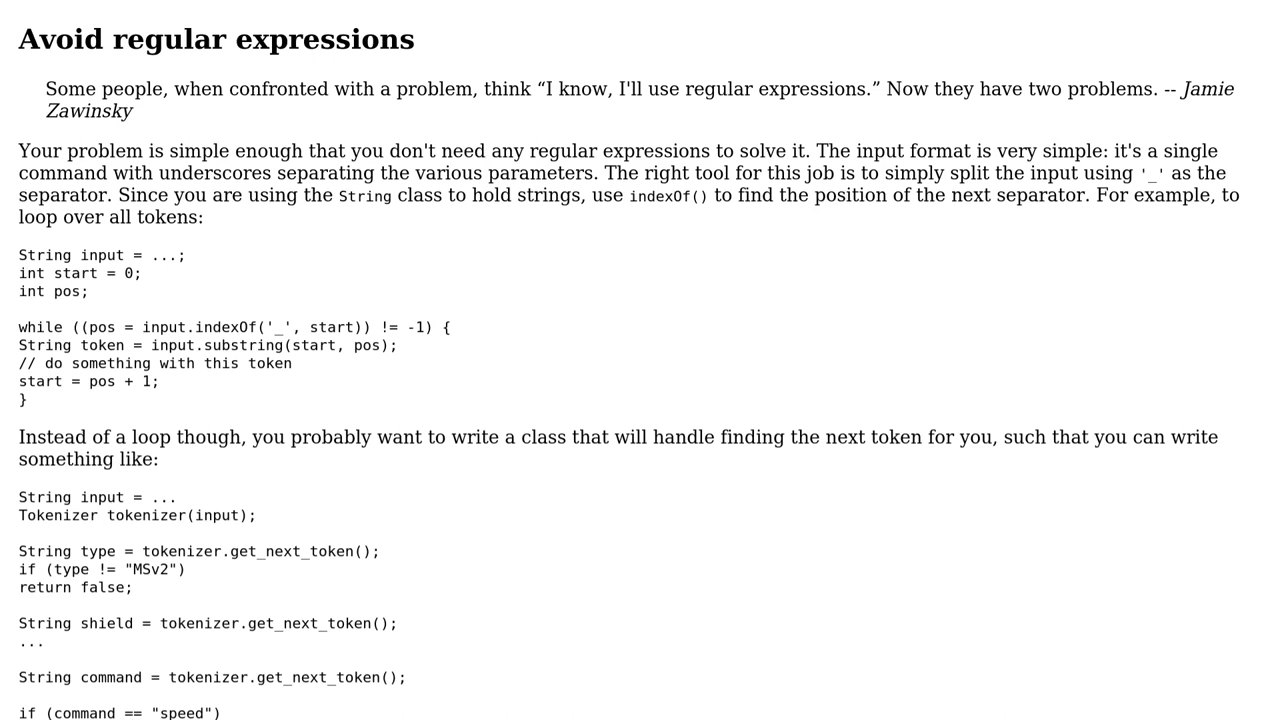 Avoid regular expressions
Some people, when confronted with a problem, think “I know, I'll use regular expressions.” Now they have two problems. -- Jamie
Zawinsky
Your problem is simple enough that you don't need any regular expressions to solve it. The input format is very simple: it's a single
command with underscores separating the various parameters. The right tool for this job is to simply split the input using '_' as the
separator. Since you are using the String class to hold strings, use indexOf() to find the position of the next separator. For example, to
loop over all tokens:
String input = ...;
int start = 0;
int pos;
while ((pos = input.indexOf('_', start)) != -1) {
String token = input.substring(start, pos);
// do something with this token
start = pos + 1;
}
Instead of a loop though, you probably want to write a class that will handle finding the next token for you, such that you can write
something like:
String input = ...
Tokenizer tokenizer(input);
String type = tokenizer.get_next_token();
if (type != "MSv2")
return false;
String shield = tokenizer.get_next_token();
...
String command = tokenizer.get_next_token();
if (command == "speed")